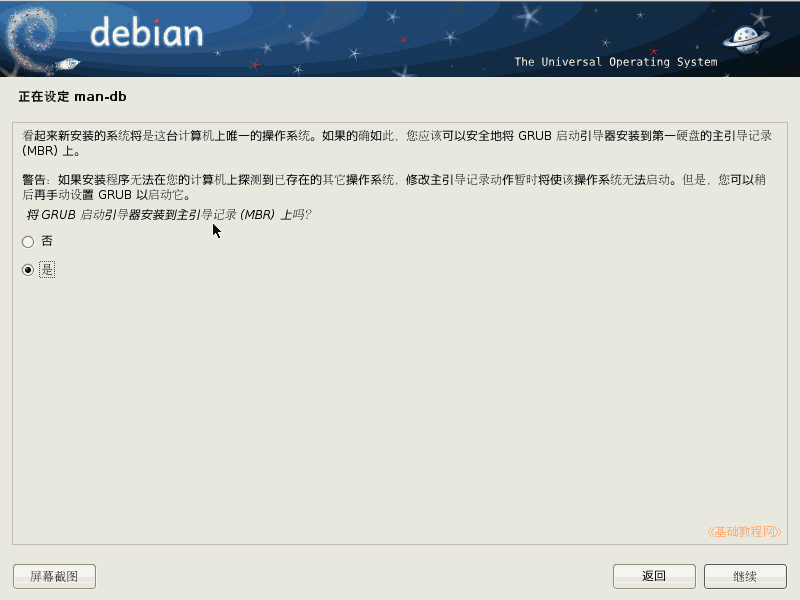 debian
The Universal Operating System
正在设定 man-db
看起来新安装的系统将是这台计算机上唯一的操作系统。如果的确如此，您应该可以安全地将 GRUB 启动引导器安装到第一硬盘的主引导记录
(MBR) 上。
警告：如果安装程序无法在您的计算机上探测到已存在的其它操作系统，修改主引导记录动作暂时将使该操作系统无法启动。但是，您可以稍
后再手动设置 GRUB 以启动它。
将 GRUB 启动引导器安装到主引导记录 (MBR) 上吗？
否
是
《基础教程网》
屏幕截图
返回
继续